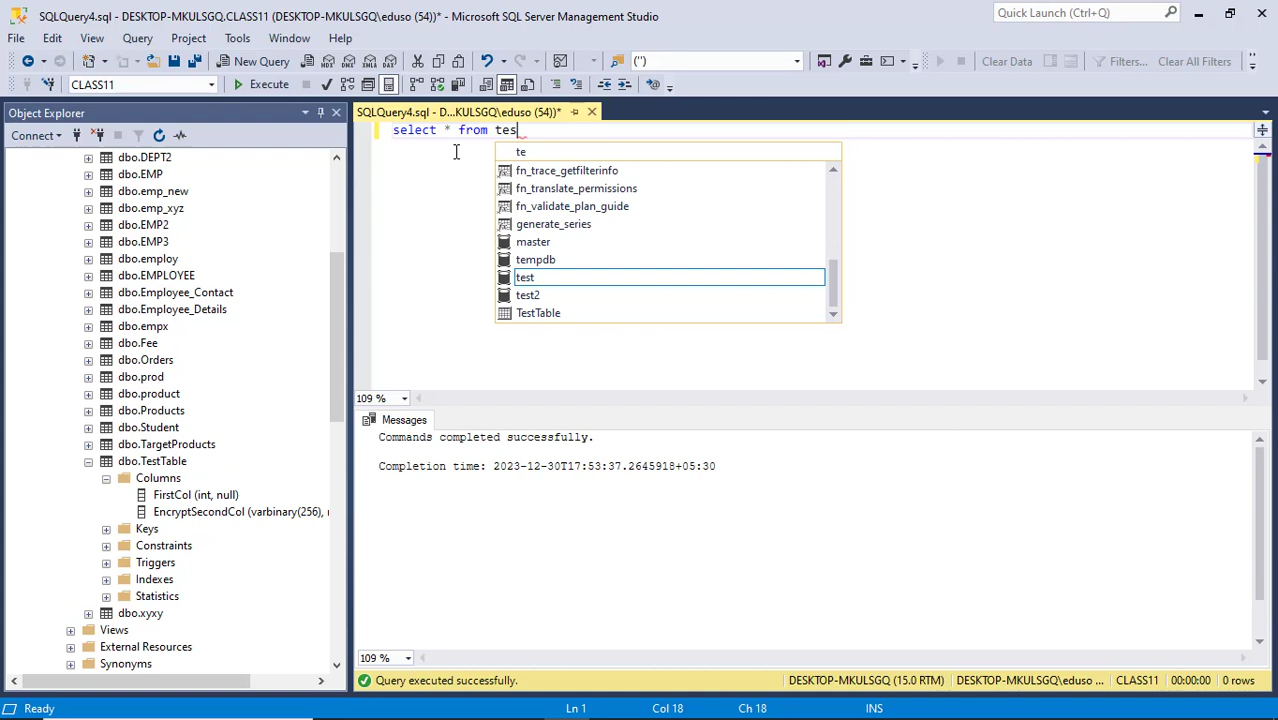 SQLQuery4.sql - DESKTOP-MKULSGQ.CLASS11 (DESKTOP-MKULSGQ\eduso (54))* - Microsoft SQL Server Management Studio
Quick Launch (Ctrl+Q)
File Edit View Query Project Tools Window Help
New Query
MDX DMX XMLA DAX
('')
Clear Data
Filters...
Clear All Filters
CLASS11
Execute
Object Explorer
Connect
dbo.DEPT2
dbo.EMP
dbo.emp_new
dbo.emp_xyz
dbo.EMP2
dbo.EMP3
dbo.employ
dbo.EMPLOYEE
dbo.Employee_Contact
dbo.Employee_Details
dbo.empx
dbo.Fee
dbo.Orders
dbo.prod
dbo.product
dbo.Products
dbo.Student
dbo.TargetProducts
dbo.TestTable
Columns
FirstCol (int, null)
EncryptSecondCol (varbinary(256),
Keys
Constraints
Triggers
Indexes
Statistics
dbo.xyxy
Views
External Resources
Synonyms
SQLQuery4.sql - D...KULSGQ\eduso (54))*
select * from tes
te
fn_trace_getfilterinfo
fn_translate_permissions
fn_validate_plan_guide
generate_series
master
tempdb
test
test2
TestTable
109 %
Messages
Commands completed successfully.
Completion time: 2023-12-30T17:53:37.2645918+05:30
109 %
Query executed successfully.
DESKTOP-MKULSGQ (15.0 RTM)
DESKTOP-MKULSGQ\eduso ...
CLASS11
00:00:00
0 rows
Ready
Ln 1
Col 18
Ch 18
INS